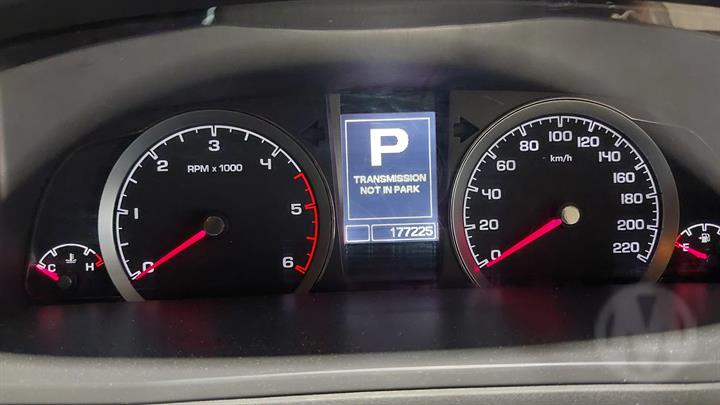 0
1
2
3
4
5
6
RPM x 1000
C
H
P
TRANSMISSION
NOT IN PARK
177225
0
20
40
60
80
100
120
140
160
180
200
220
km/h
E
M